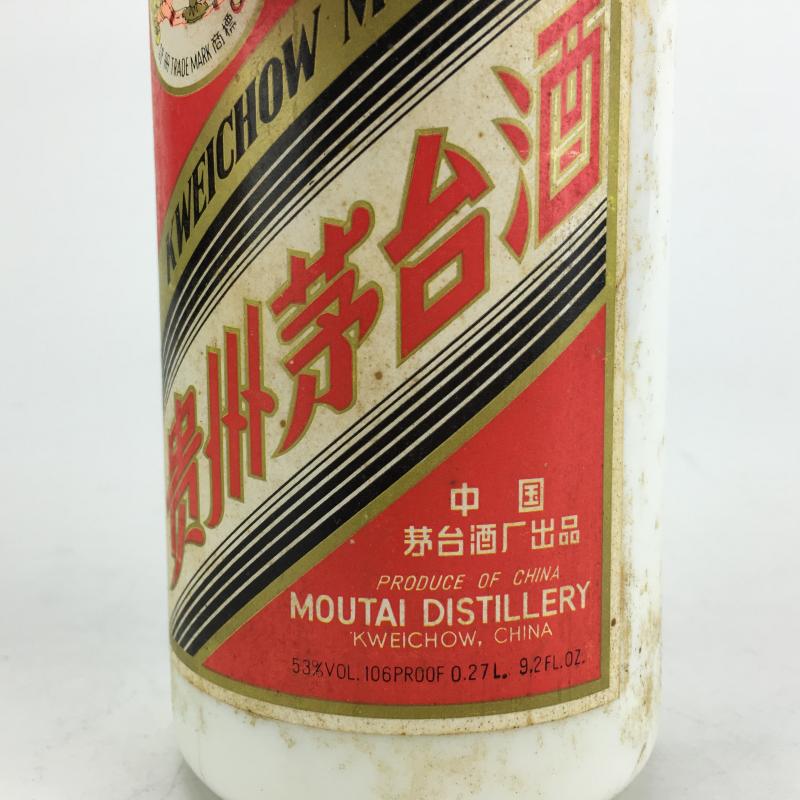 TRADE MARK 商標
KWEICHOW M
贵州茅台酒
中国
茅台酒厂出品
PRODUCE OF CHINA
MOUTAI DISTILLERY
KWEICHOW, CHINA
53%VOL. 106PROOF 0.27L. 9.2FL.OZ.